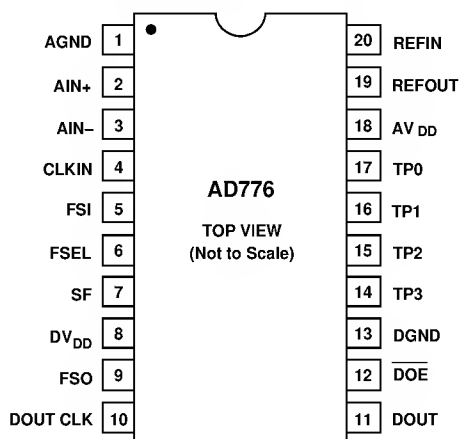 AGND 1
AIN+ 2
AIN– 3
CLKIN 4
FSI 5
FSEL 6
SF 7
DVDD 8
FSO 9
DOUT CLK 10
AD776
TOP VIEW
(Not to Scale)
20 REFIN
19 REFOUT
18 AVDD
17 TP0
16 TP1
15 TP2
14 TP3
13 DGND
12 DOE
11 DOUT